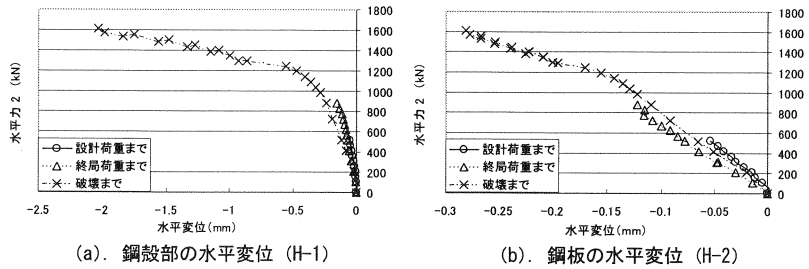 1800
1600
1400
1200
1000
800
600
400
200
0
水平力2 (kN)
設計荷重まで
終局荷重まで
破壊まで
-2.5
-2
-1.5
-1
-0.5
0
水平変位(mm)
(a). 鋼殻部の水平変位 (H-1)
1800
1600
1400
1200
1000
800
600
400
200
0
水平力2 (kN)
設計荷重まで
終局荷重まで
破壊まで
-0.3
-0.25
-0.2
-0.15
-0.1
-0.05
0
水平変位(mm)
(b). 鋼板の水平変位 (H-2)